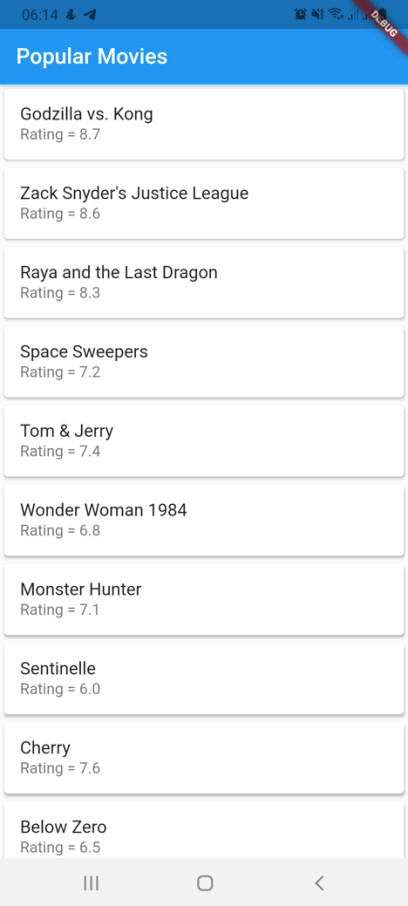 06:14
DEBUG
Popular Movies
Godzilla vs. Kong
Rating = 8.7
Zack Snyder's Justice League
Rating = 8.6
Raya and the Last Dragon
Rating = 8.3
Space Sweepers
Rating = 7.2
Tom & Jerry
Rating = 7.4
Wonder Woman 1984
Rating = 6.8
Monster Hunter
Rating = 7.1
Sentinelle
Rating = 6.0
Cherry
Rating = 7.6
Below Zero
Rating = 6.5